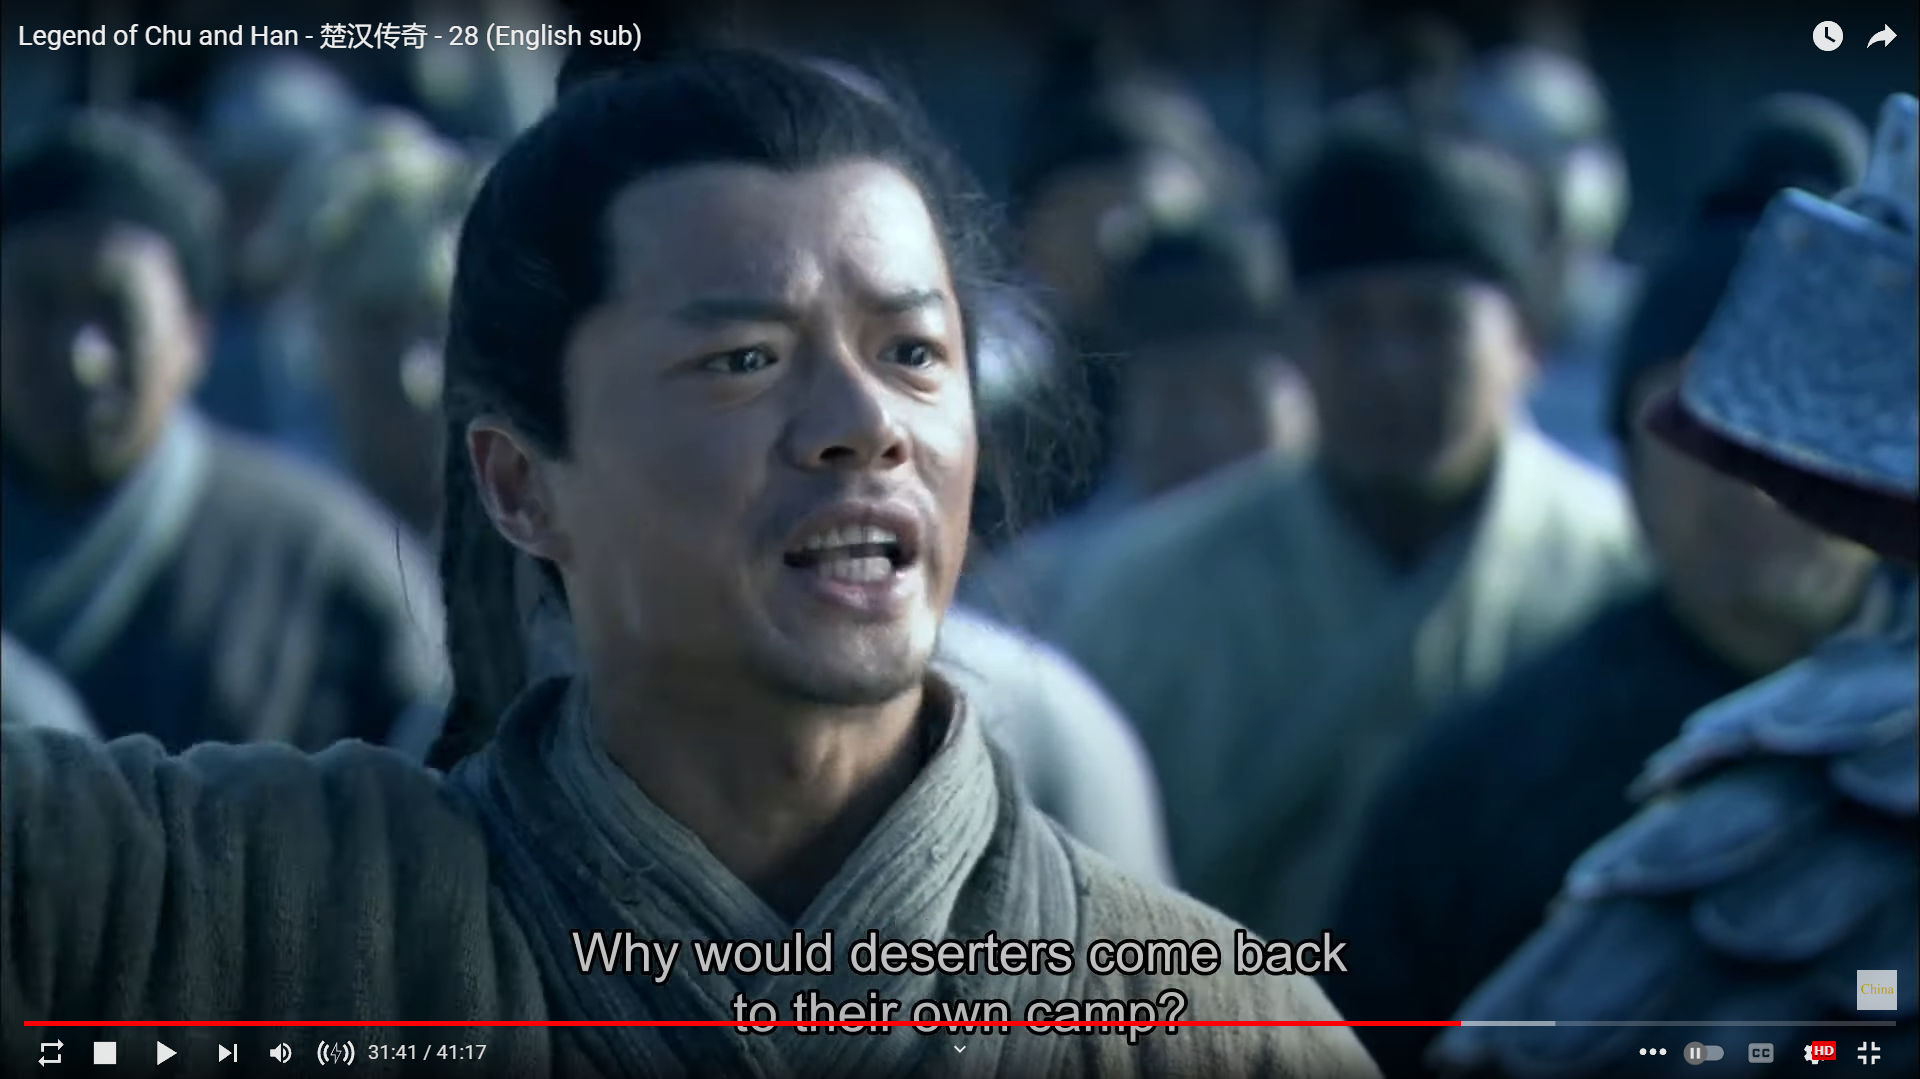 Legend of Chu and Han - 楚汉传奇 - 28 (English sub)
Why would deserters come back
to their own camp?
China
31:41 / 41:17
CC
HD